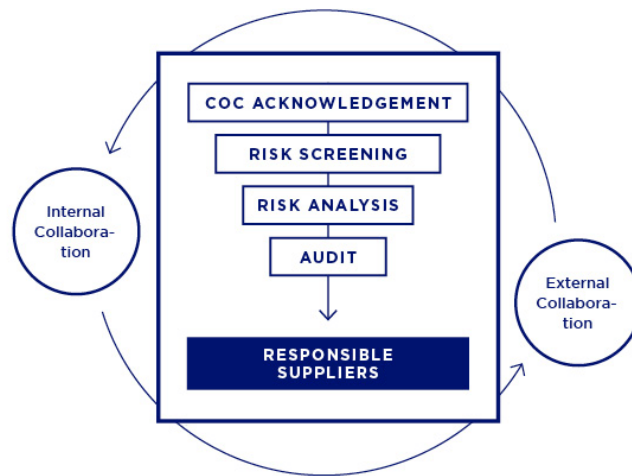 COC ACKNOWLEDGEMENT
RISK SCREENING
RISK ANALYSIS
AUDIT
RESPONSIBLE
SUPPLIERS
Internal
Collabora-
tion
External
Collabora-
tion